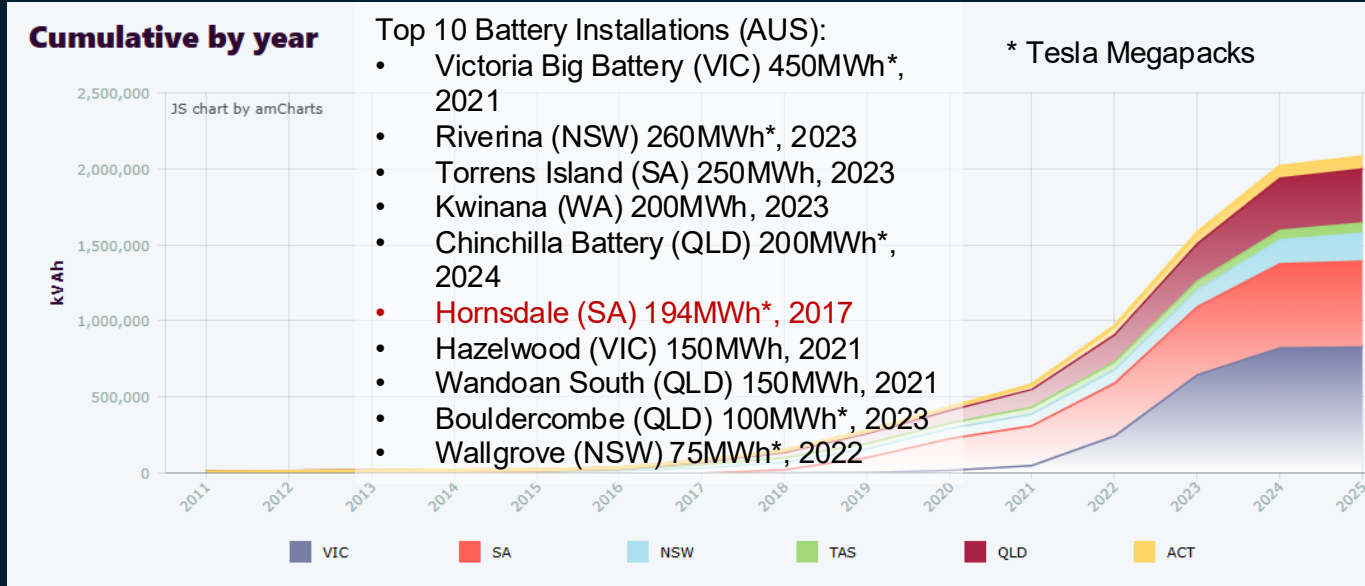 Cumulative by year
Top 10 Battery Installations (AUS):
• Victoria Big Battery (VIC) 450MWh*,
2021
• Riverina (NSW) 260MWh*, 2023
• Torrens Island (SA) 250MWh, 2023
• Kwinana (WA) 200MWh, 2023
• Chinchilla Battery (QLD) 200MWh*,
2024
• Hornsdale (SA) 194MWh*, 2017
• Hazelwood (VIC) 150MWh, 2021
• Wandoan South (QLD) 150MWh, 2021
• Bouldercombe (QLD) 100MWh*, 2023
• Wallgrove (NSW) 75MWh*, 2022
* Tesla Megapacks
JS chart by amCharts
kVAh
2,500,000
2,000,000
1,500,000
1,000,000
500,000
0
2011 2012 2013 2014 2015 2016 2017 2018 2019 2020 2021 2022 2023 2024 2025
VIC SA NSW TAS QLD ACT